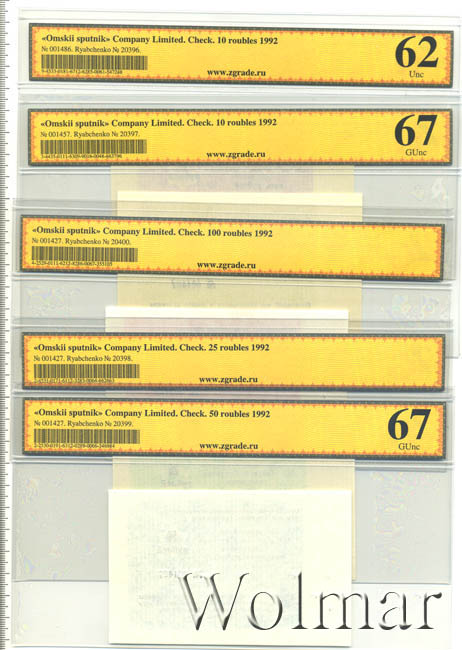 «Omskii sputnik» Company Limited. Check. 10 roubles 1992
№ 001486. Ryabchenko № 20396.
62
Unc
www.zgrade.ru
«Omskii sputnik» Company Limited. Check. 10 roubles 1992
№ 001457. Ryabchenko № 20397.
67
GUnc
www.zgrade.ru
«Omskii sputnik» Company Limited. Check. 100 roubles 1992
№ 001427. Ryabchenko № 20400.
www.zgrade.ru
«Omskii sputnik» Company Limited. Check. 25 roubles 1992
№ 001427. Ryabchenko № 20398.
www.zgrade.ru
«Omskii sputnik» Company Limited. Check. 50 roubles 1992
№ 001427. Ryabchenko № 20399.
67
GUnc
www.zgrade.ru
Wolmar